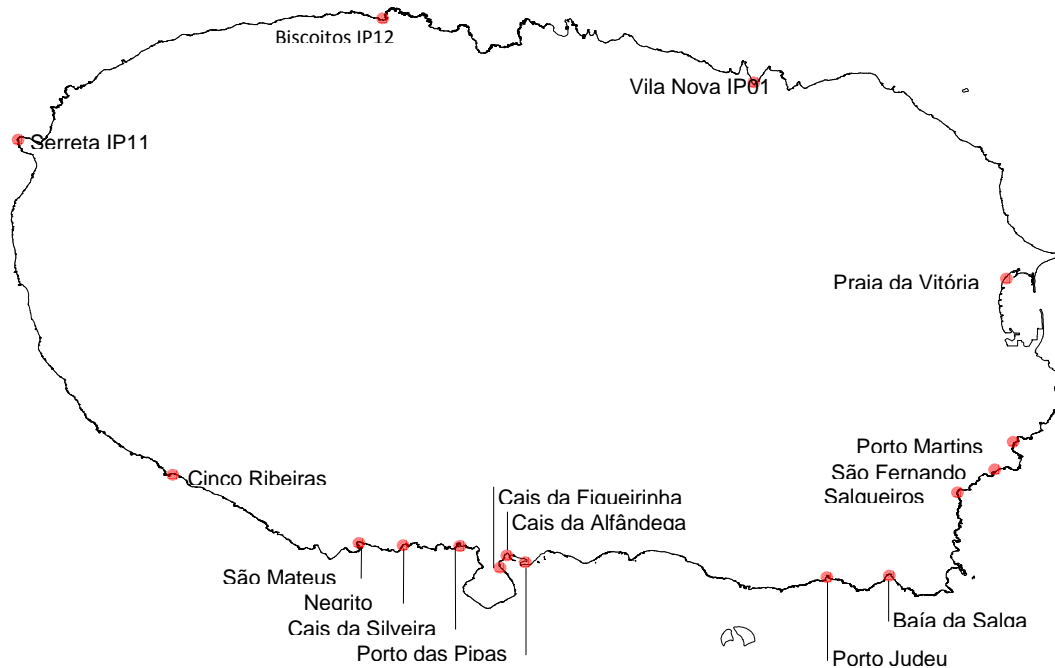 Biscoitos IP12
Vila Nova IP01
Serreta IP11
Praia da Vitória
Porto Martins
São Fernando
Salgueiros
Cinco Ribeiras
Cais da Figueirinha
Cais da Alfândega
São Mateus
Negrito
Cais da Silveira
Porto das Pipas
Baía da Salga
Porto Judeu